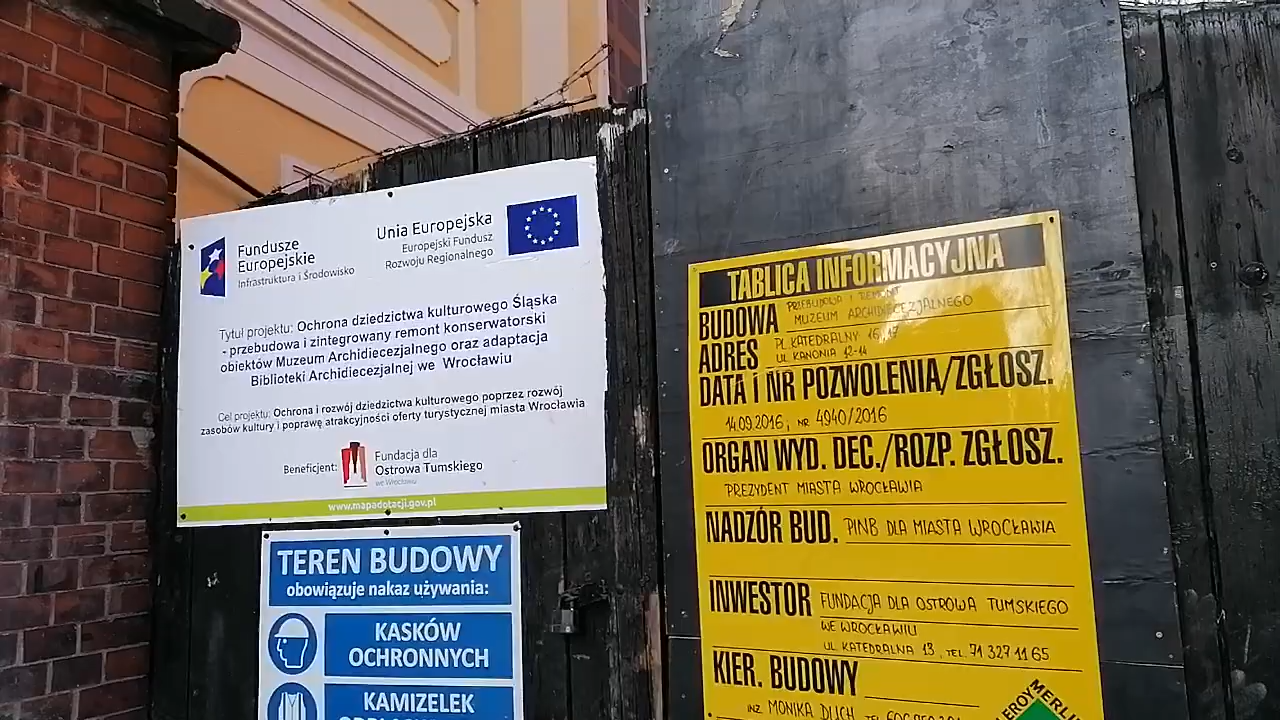 Fundusze
Europejskie
Infrastruktura i Środowisko
Unia Europejska
Europejski Fundusz
Rozwoju Regionalnego
Tytuł projektu: Ochrona dziedzictwa kulturowego Śląska
- przebudowa i zintegrowany remont konserwatorski
obiektów Muzeum Archidiecezjalnego oraz adaptacja
Biblioteki Archidiecezjalnej we Wrocławiu
Cel projektu: Ochrona i rozwój dziedzictwa kulturowego poprzez rozwój
zasobów kultury i poprawę atrakcyjności oferty turystycznej miasta Wrocławia
Beneficjent:
Fundacja dla
Ostrowa Tumskiego
we Wrocławiu
www.mapadotacji.gov.pl
TEREN BUDOWY
obowiązuje nakaz używania:
KASKÓW
OCHRONNYCH
KAMIZELEK
TABLICA INFORMACYJNA
BUDOWA PRZEBUDOWA I REMONT
MUZEUM ARCHIDIECEZJALNEGO
ADRES PL. KATEDRALNY 16, 17
UL. KANONIA 12-14
DATA I NR POZWOLENIA/ZGŁOSZ.
14.09.2016, NR 4940/2016
ORGAN WYD. DEC./ROZP. ZGŁOSZ.
PREZYDENT MIASTA WROCŁAWIA
NADZÓR BUD. PINB DLA MIASTA WROCŁAWIA
INWESTOR FUNDACJA DLA OSTROWA TUMSKIEGO
WE WROCŁAWIU
UL. KATEDRALNA 13, TEL. 71 327 11 65
KIER. BUDOWY
INŻ. MONIKA DUCH TEL.
LEROY MERLIN